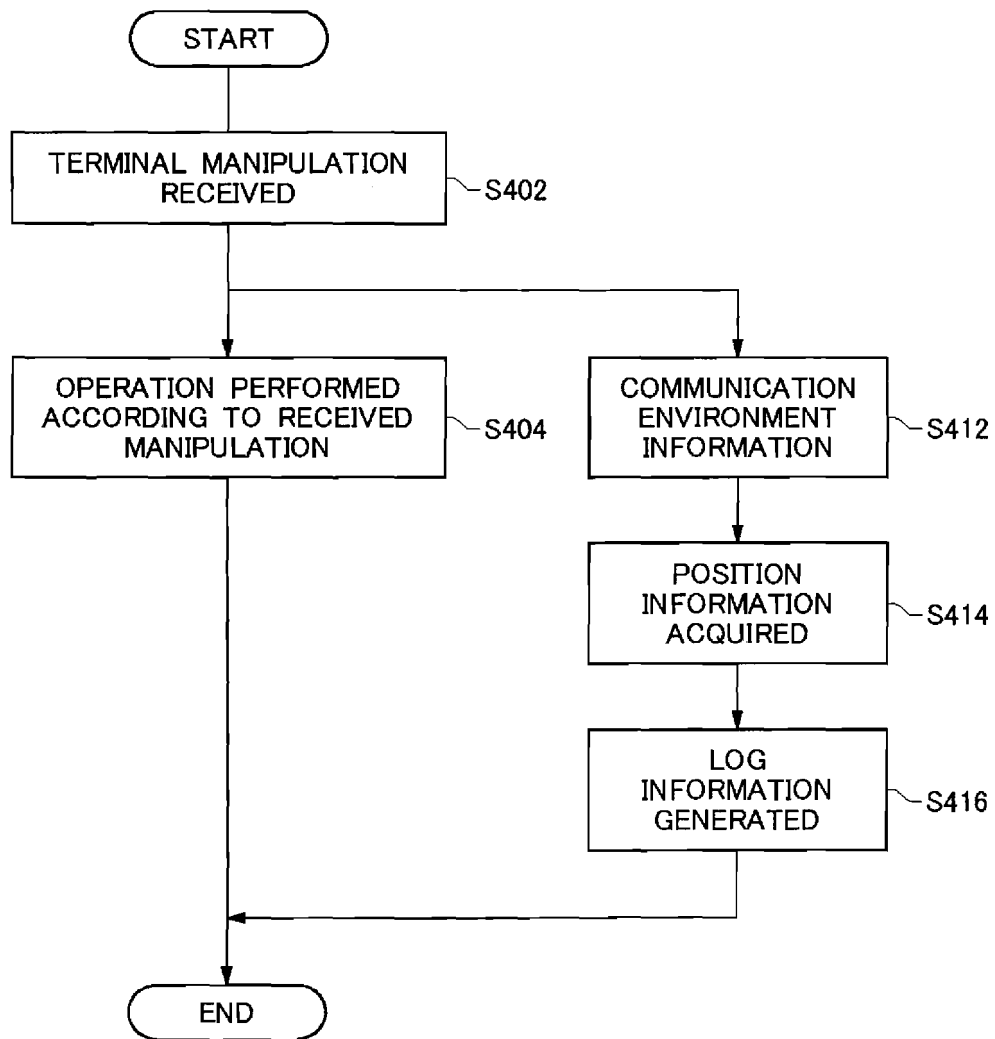 START
TERMINAL MANIPULATION
RECEIVED
S402
OPERATION PERFORMED
ACCORDING TO RECEIVED
MANIPULATION
S404
COMMUNICATION
ENVIRONMENT
INFORMATION
S412
POSITION
INFORMATION
ACQUIRED
S414
LOG
INFORMATION
GENERATED
S416
END